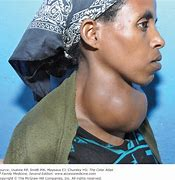 Source: Usatine RP, Smith MA, Mayeaux EJ, Chumley HS: The Color Atlas
of Family Medicine, Second Edition: www.accessmedicine.com
Copyright © The McGraw-Hill Companies, Inc. All rights reserved.